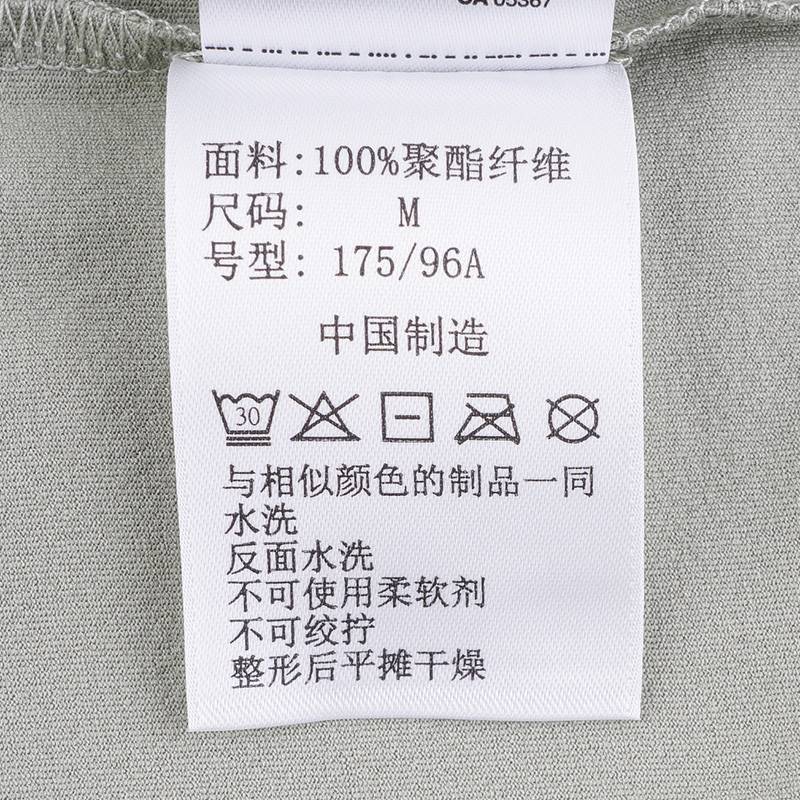 CA 05367
面料:100%聚酯纤维
尺码: M
号型: 175/96A
中国制造
30
与相似颜色的制品一同
水洗
反面水洗
不可使用柔软剂
不可绞拧
整形后平摊干燥